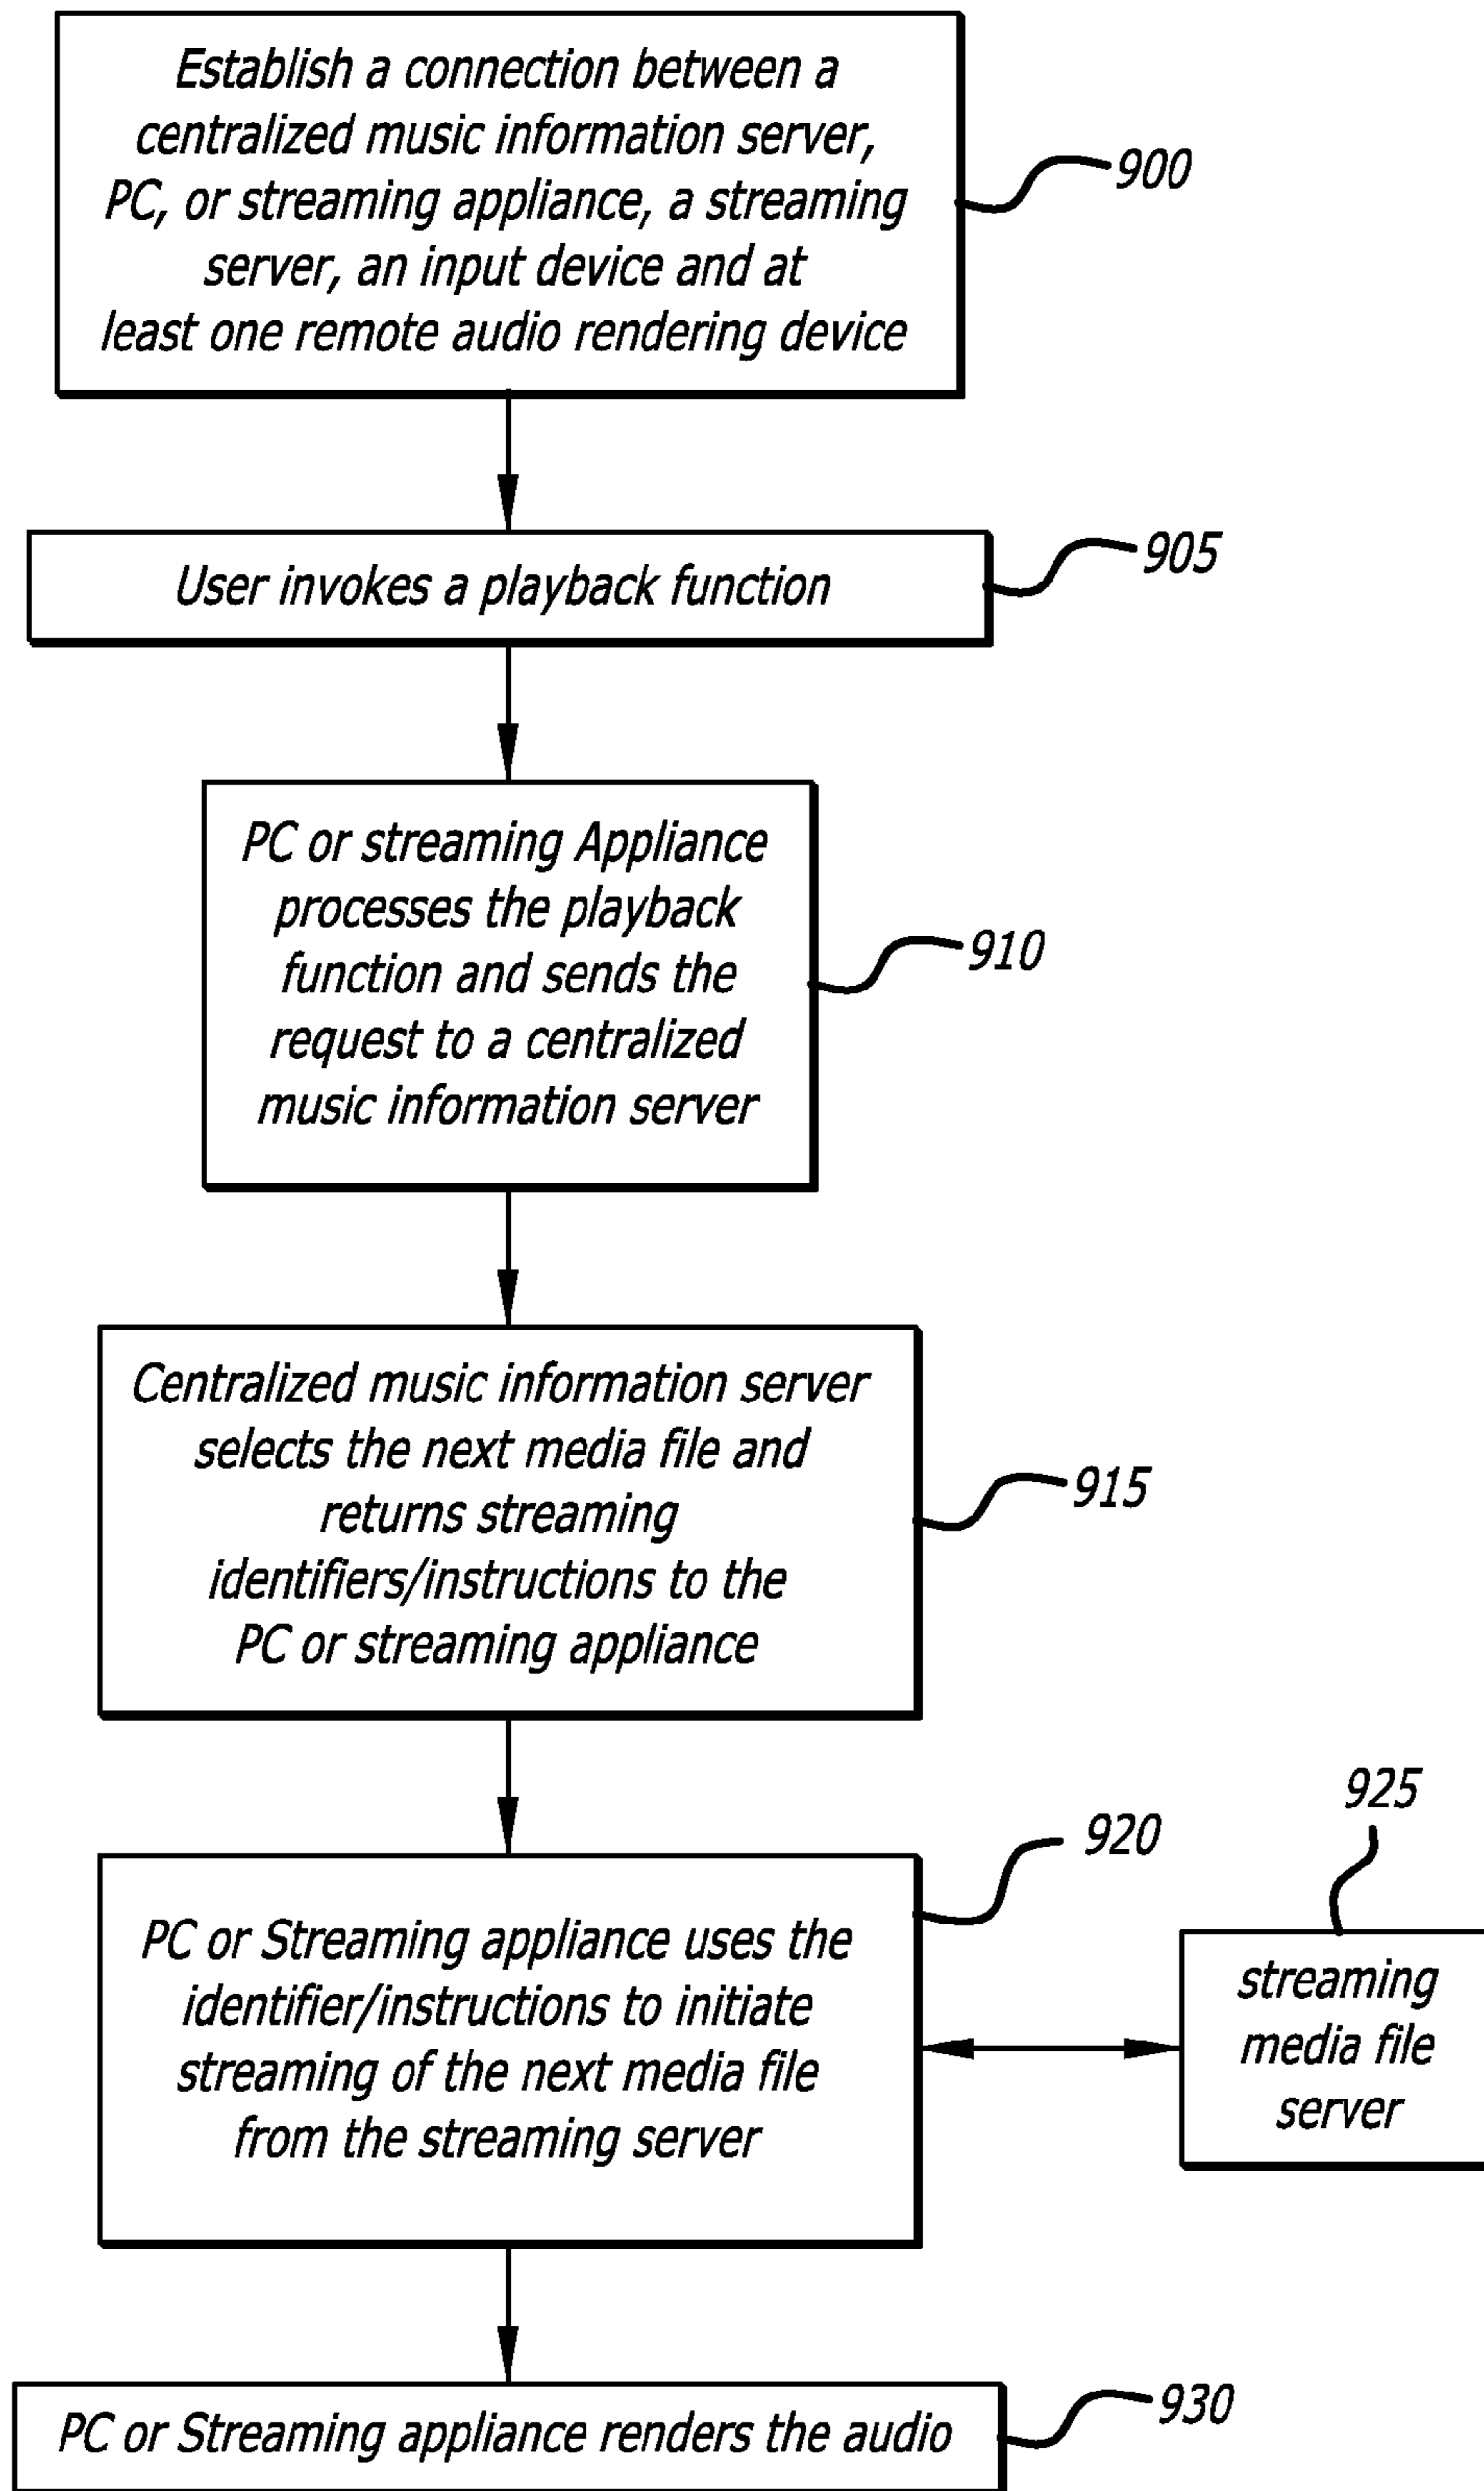 Establish a connection between a
centralized music information server,
PC, or streaming appliance, a streaming
server, an input device and at
least one remote audio rendering device
900
User invokes a playback function
905
PC or streaming Appliance
processes the playback
function and sends the
request to a centralized
music information server
910
Centralized music information server
selects the next media file and
returns streaming
identifiers/instructions to the
PC or streaming appliance
915
PC or Streaming appliance uses the
identifier/instructions to initiate
streaming of the next media file
from the streaming server
920
925
streaming
media file
server
PC or Streaming appliance renders the audio
930